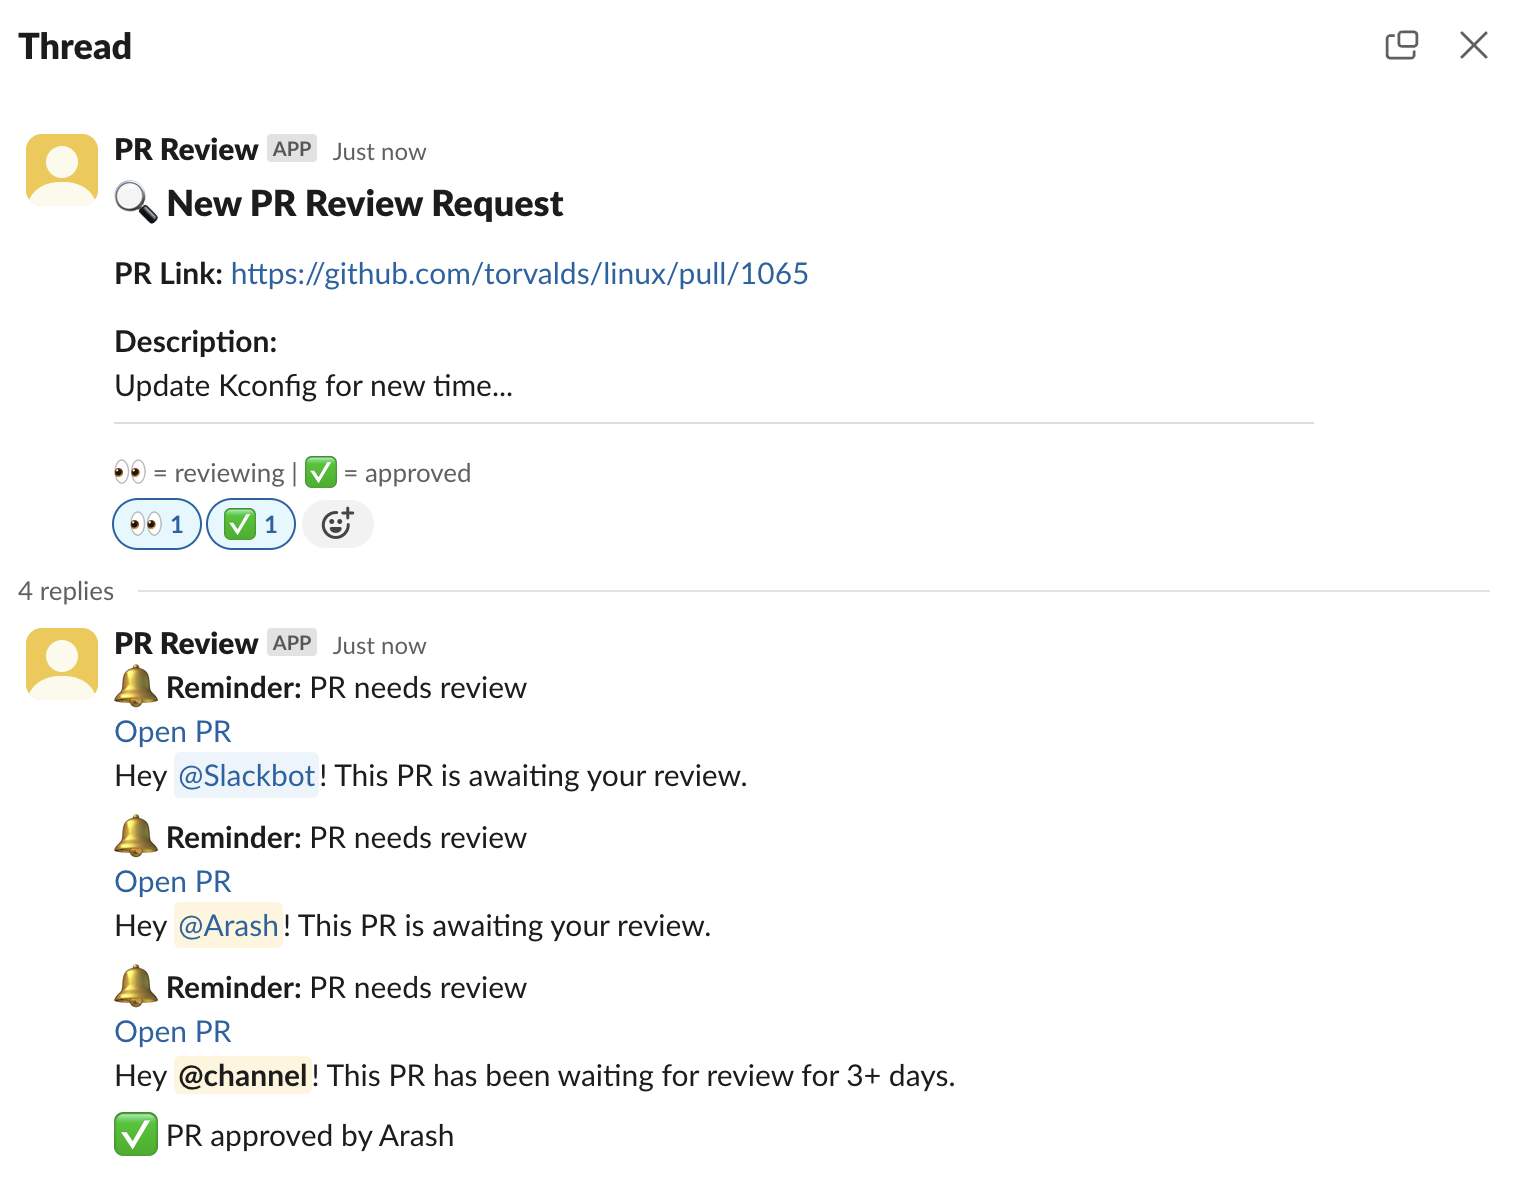 Thread
PR Review APP Just now
🔍 New PR Review Request
PR Link: https://github.com/torvalds/linux/pull/1065
Description:
Update Kconfig for new time...
👀 = reviewing | ✅ = approved
👀 1 ✅ 1
4 replies
PR Review APP Just now
🔔 Reminder: PR needs review
Open PR
Hey @Slackbot! This PR is awaiting your review.
🔔 Reminder: PR needs review
Open PR
Hey @Arash! This PR is awaiting your review.
🔔 Reminder: PR needs review
Open PR
Hey @channel! This PR has been waiting for review for 3+ days.
✅ PR approved by Arash